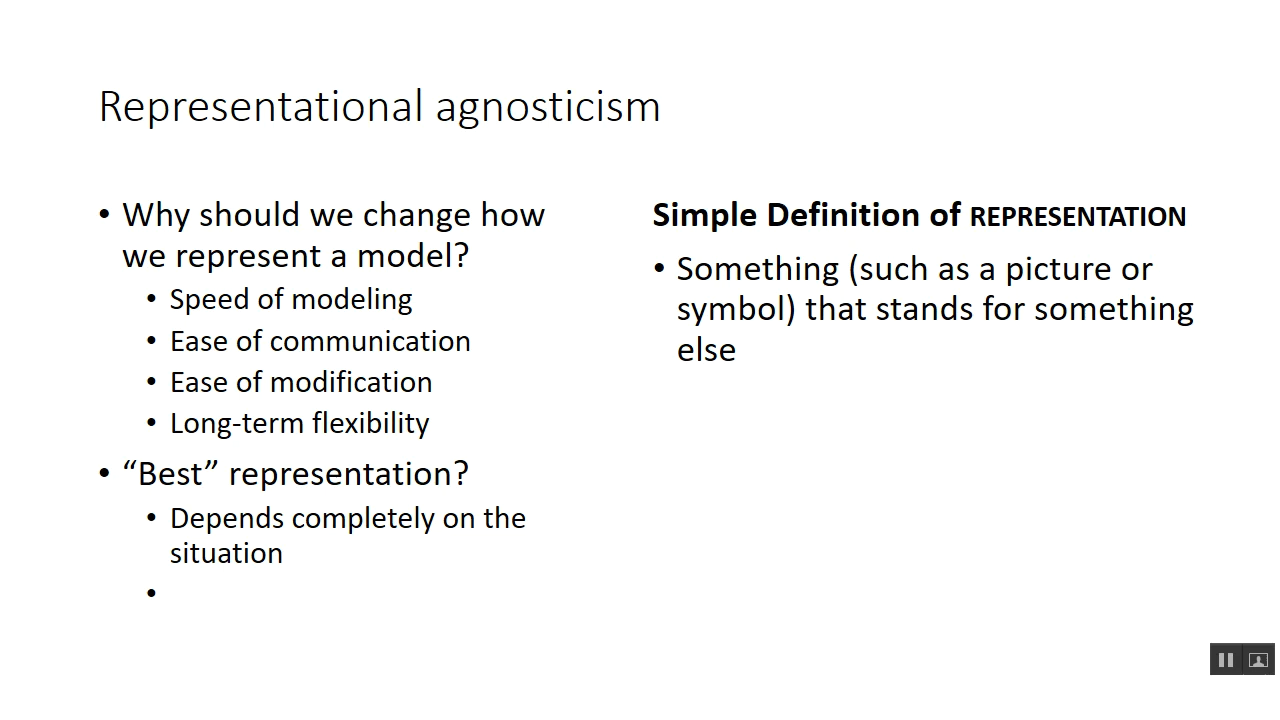 Representational agnosticism
• Why should we change how
we represent a model?
• Speed of modeling
• Ease of communication
• Ease of modification
• Long-term flexibility
• “Best” representation?
• Depends completely on the
situation
•
Simple Definition of REPRESENTATION
• Something (such as a picture or
symbol) that stands for something
else